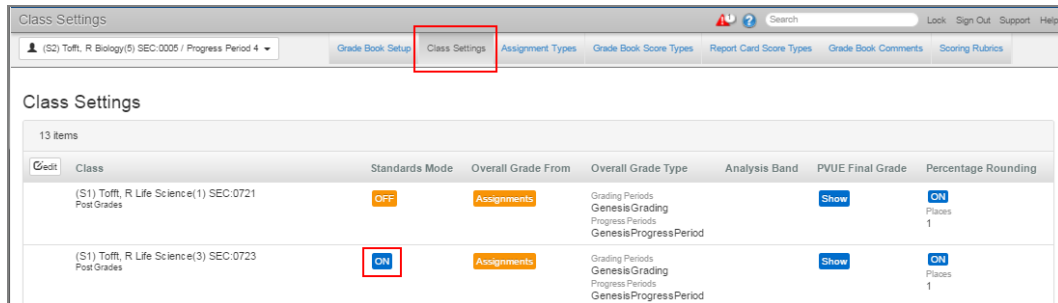 Class Settings Search Lock Sign Out Support Help
(S2) Tofft, R Biology(5) SEC:0005 / Progress Period 4 Grade Book Setup Class Settings Assignment Types Grade Book Score Types Report Card Score Types Grade Book Comments Scoring Rubrics
Class Settings
13 items
edit Class Standards Mode Overall Grade From Overall Grade Type Analysis Band PVUE Final Grade Percentage Rounding
(S1) Tofft, R Life Science(1) SEC:0721
Post Grades
OFF
Assignments
Grading Periods
GenesisGrading
Progress Periods
GenesisProgressPeriod
Show
ON
Places
1
(S1) Tofft, R Life Science(3) SEC:0723
Post Grades
ON
Assignments
Grading Periods
GenesisGrading
Progress Periods
GenesisProgressPeriod
Show
ON
Places
1